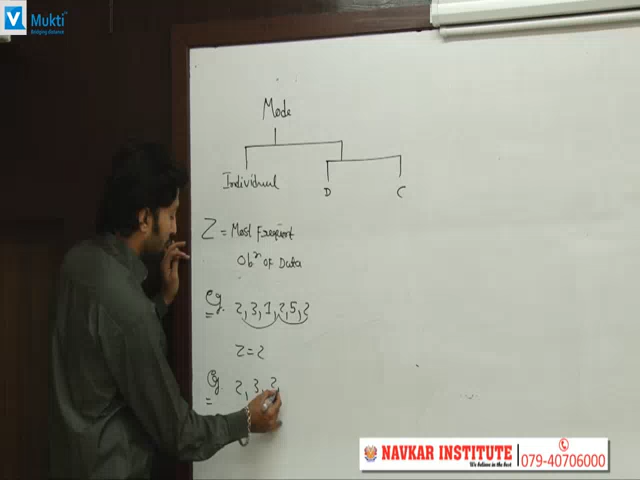 Mukti
Bridging distance
Mode
Individual
D
C
Z = Most Frequent
Obⁿ of Data
Eg. 2, 3, 1, 2, 5, 2
Z = 2
Eg. 2, 3, 2
NAVKAR INSTITUTE
We believe in the best
079-40706000